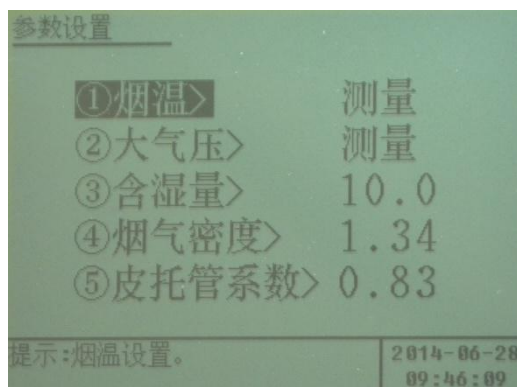 参数设置
①烟温> 测量
②大气压> 测量
③含湿量> 10.0
④烟气密度> 1.34
⑤皮托管系数> 0.83
提示:烟温设置。 2014-06-28
09:46:09